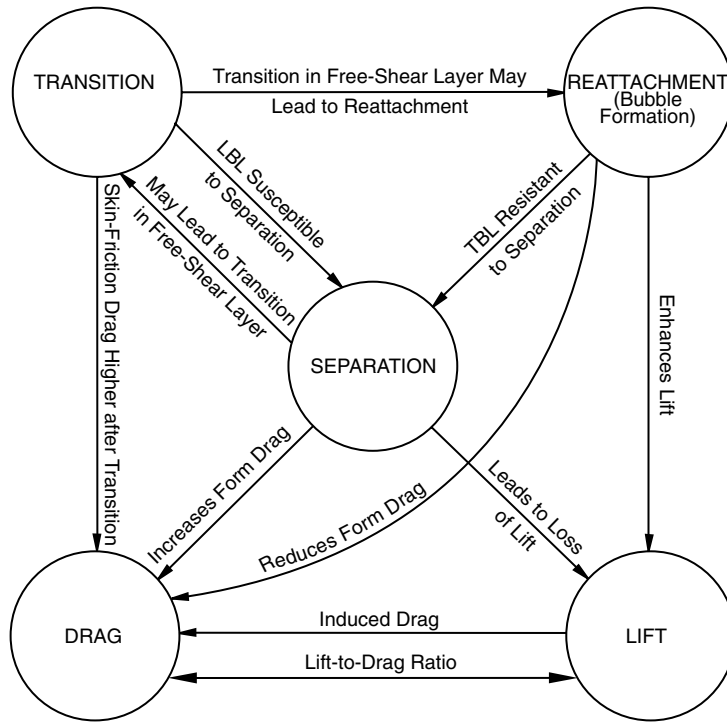 TRANSITION
Transition in Free-Shear Layer May
Lead to Reattachment
REATTACHMENT
(Bubble
Formation)
LBL Susceptible
to Separation
May Lead to Transition
in Free-Shear Layer
TBL Resistant
to Separation
Skin-Friction Drag Higher after Transition
SEPARATION
Enhances Lift
Increases Form Drag
Reduces Form Drag
Leads to Loss
of Lift
DRAG
Induced Drag
Lift-to-Drag Ratio
LIFT